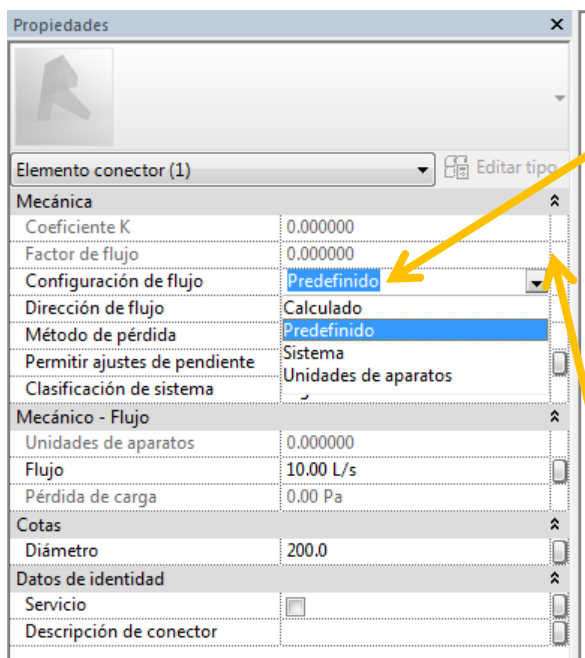 Propiedades
Elemento conector (1) Editar tipo
Mecánica
Coeficiente K 0.000000
Factor de flujo 0.000000
Configuración de flujo Predefinido
Dirección de flujo Calculado
Método de pérdida Predefinido
Permitir ajustes de pendiente Sistema
Clasificación de sistema Unidades de aparatos
Mecánico - Flujo
Unidades de aparatos 0.000000
Flujo 10.00 L/s
Pérdida de carga 0.00 Pa
Cotas
Diámetro 200.0
Datos de identidad
Servicio
Descripción de conector